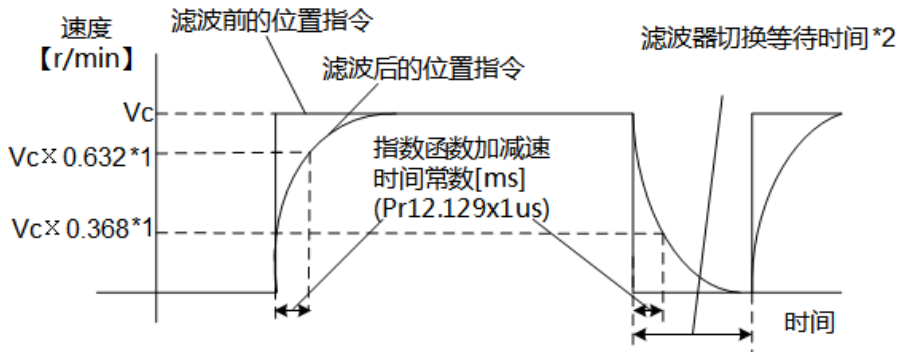 速度
【r/min】
滤波前的位置指令
滤波后的位置指令
滤波器切换等待时间*2
Vc
Vc×0.632*1
Vc×0.368*1
指数函数加减速
时间常数[ms]
(Pr12.129x1us)
时间